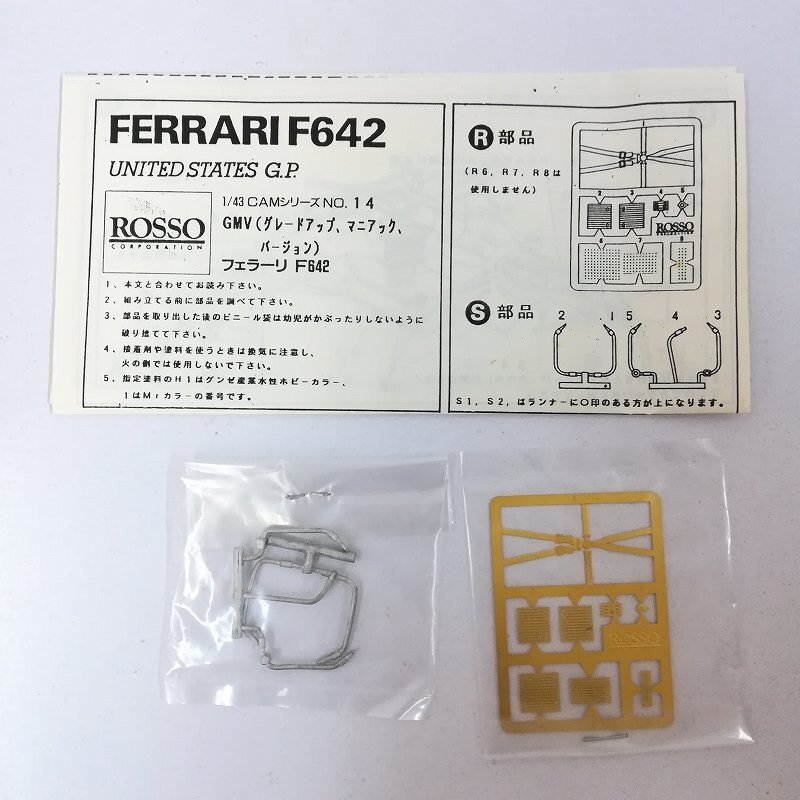 FERRARI F642
UNITED STATES G.P.
ROSSO
CORPORATION
1/43 CAMシリーズ NO. 14
GMV(グレードアップ、マニアック、
バージョン)
フェラーリ F642
1、本文と合わせてお読み下さい。
2、組み立てる前に部品を調べて下さい。
3、部品を取り出した後のビニール袋は幼児がかぶったりしないように
破り捨てて下さい。
4、接着剤や塗料を使うときは換気に注意し、
火の側では使用しないで下さい。
5、指定塗料のH1はグンゼ産業水性ホビーカラー、
1はMrカラーの番号です。
R 部品
(R6, R7, R8は
使用しません)
1
2 3 4 5
ROSSO
6 7 8
S 部品
2 1 5 4 3
S1, S2, はランナーに○印のある方が上になります。
ROSSO